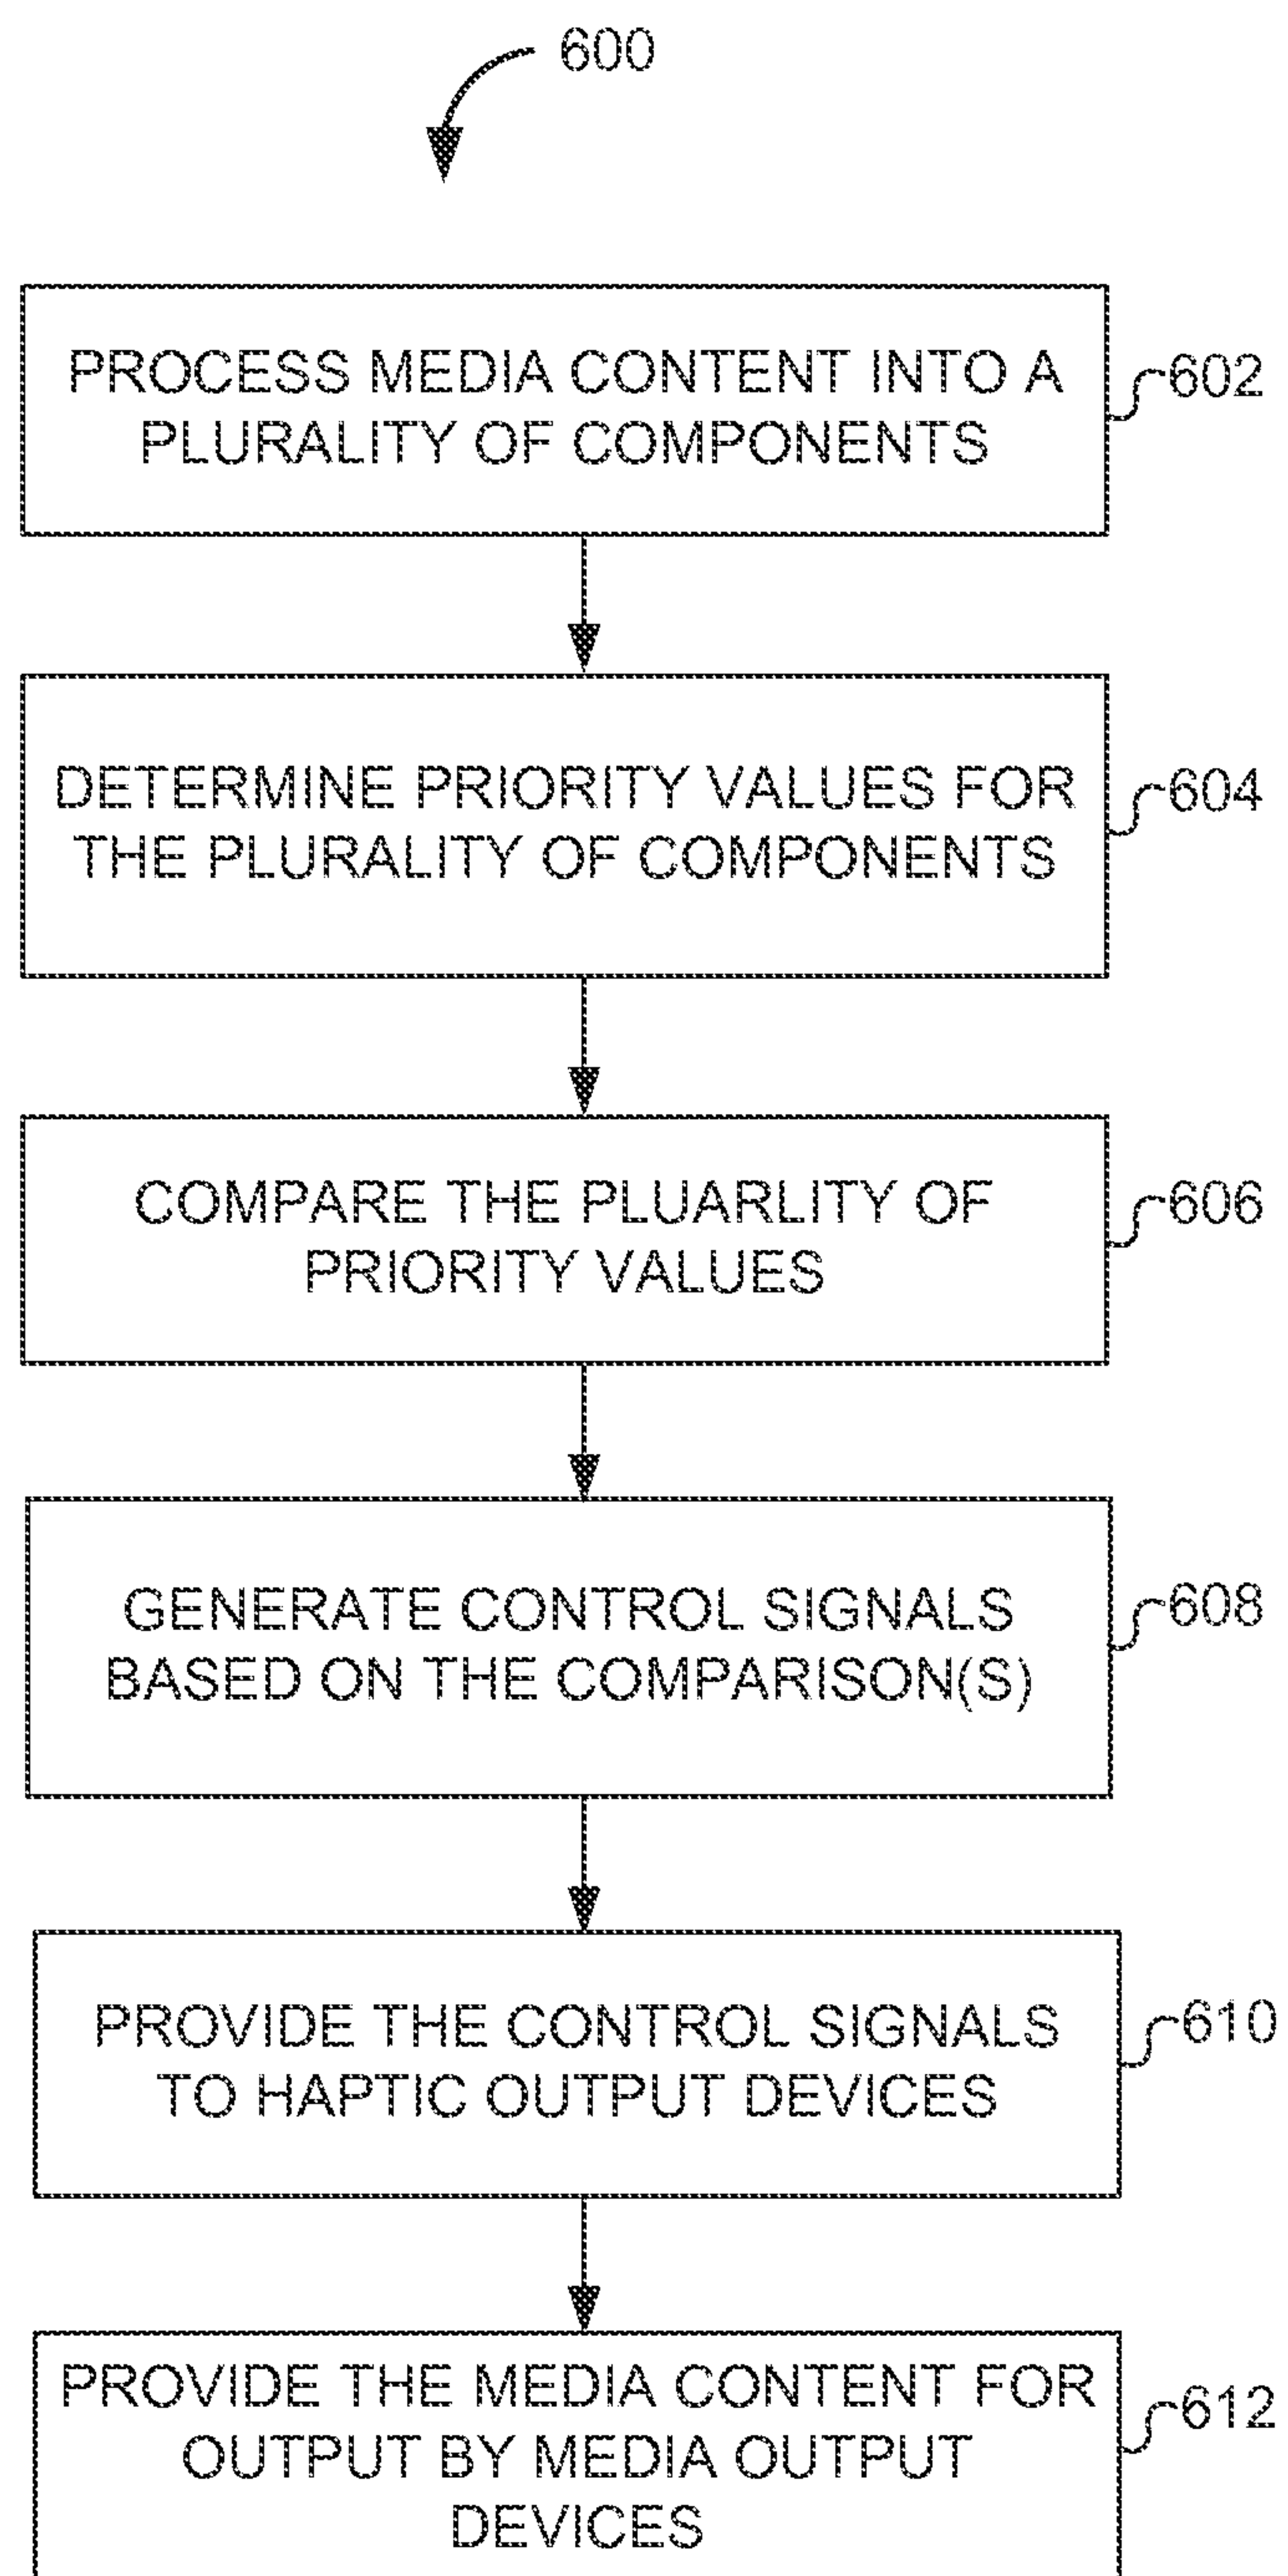 600
PROCESS MEDIA CONTENT INTO A
PLURALITY OF COMPONENTS
602
DETERMINE PRIORITY VALUES FOR
THE PLURALITY OF COMPONENTS
604
COMPARE THE PLUARLITY OF
PRIORITY VALUES
606
GENERATE CONTROL SIGNALS
BASED ON THE COMPARISON(S)
608
PROVIDE THE CONTROL SIGNALS
TO HAPTIC OUTPUT DEVICES
610
PROVIDE THE MEDIA CONTENT FOR
OUTPUT BY MEDIA OUTPUT
DEVICES
612